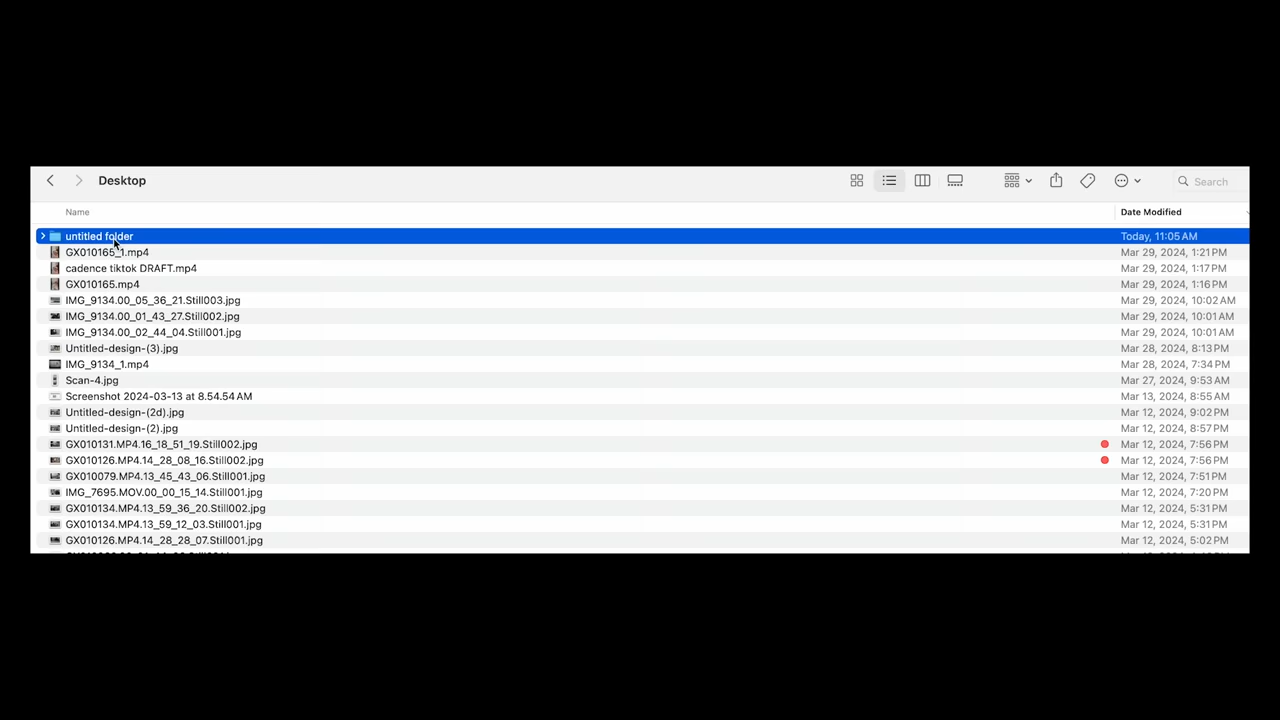 Desktop
Search
Name
Date Modified
untitled folder
Today, 11:05 AM
GX010165_1.mp4
Mar 29, 2024, 1:21 PM
cadence tiktok DRAFT.mp4
Mar 29, 2024, 1:17 PM
GX010165.mp4
Mar 29, 2024, 1:16 PM
IMG_9134.00_05_36_21.Still003.jpg
Mar 29, 2024, 10:02 AM
IMG_9134.00_01_43_27.Still002.jpg
Mar 29, 2024, 10:01 AM
IMG_9134.00_02_44_04.Still001.jpg
Mar 29, 2024, 10:01 AM
Untitled-design-(3).jpg
Mar 28, 2024, 8:13 PM
IMG_9134_1.mp4
Mar 28, 2024, 7:34 PM
Scan-4.jpg
Mar 27, 2024, 9:53 AM
Screenshot 2024-03-13 at 8.54.54 AM
Mar 13, 2024, 8:55 AM
Untitled-design-(2d).jpg
Mar 12, 2024, 9:02 PM
Untitled-design-(2).jpg
Mar 12, 2024, 8:57 PM
GX010131.MP4.16_18_51_19.Still002.jpg
Mar 12, 2024, 7:56 PM
GX010126.MP4.14_28_08_16.Still002.jpg
Mar 12, 2024, 7:56 PM
GX010079.MP4.13_45_43_06.Still001.jpg
Mar 12, 2024, 7:51 PM
IMG_7695.MOV.00_00_15_14.Still001.jpg
Mar 12, 2024, 7:20 PM
GX010134.MP4.13_59_36_20.Still002.jpg
Mar 12, 2024, 5:31 PM
GX010134.MP4.13_59_12_03.Still001.jpg
Mar 12, 2024, 5:31 PM
GX010126.MP4.14_28_28_07.Still001.jpg
Mar 12, 2024, 5:02 PM